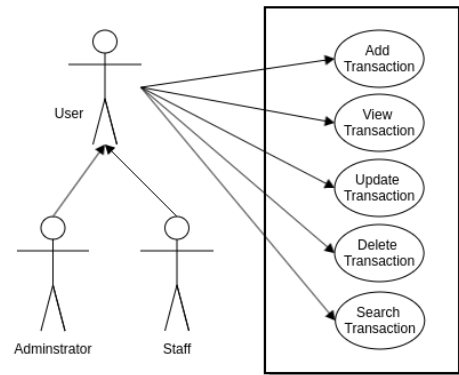 Add
Transaction
User
View
Transaction
Update
Transaction
Delete
Transaction
Search
Transaction
Adminstrator
Staff